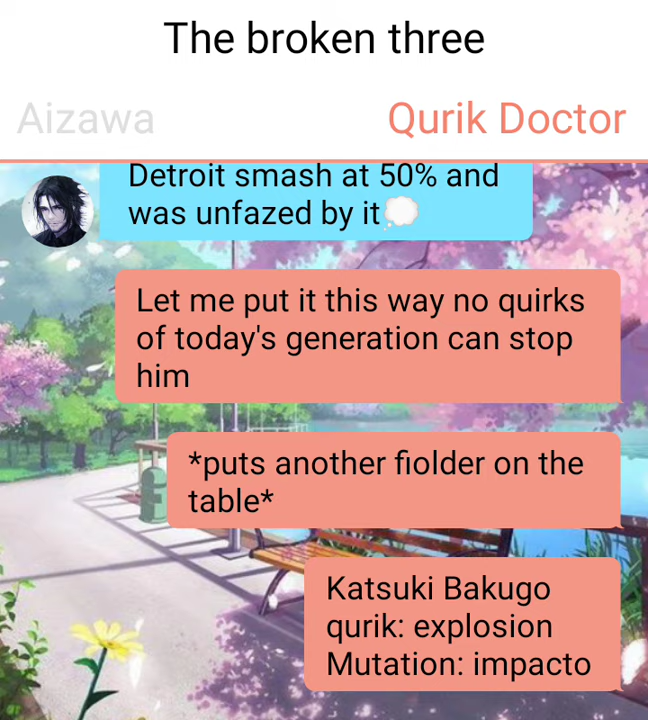 The broken three
Aizawa
Qurik Doctor
Detroit smash at 50% and
was unfazed by it💭
Let me put it this way no quirks
of today's generation can stop
him
*puts another fiolder on the
table*
Katsuki Bakugo
qurik: explosion
Mutation: impacto